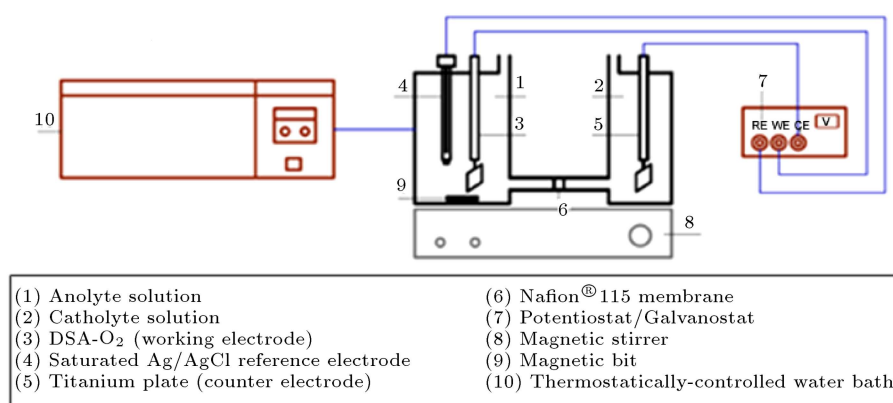 7
4
1
2
RE WE CE V
10
3
5
9
6
8
(1) Anolyte solution
(2) Catholyte solution
(3) DSA-O₂ (working electrode)
(4) Saturated Ag/AgCl reference electrode
(5) Titanium plate (counter electrode)
(6) Nafion®115 membrane
(7) Potentiostat/Galvanostat
(8) Magnetic stirrer
(9) Magnetic bit
(10) Thermostatically-controlled water bath